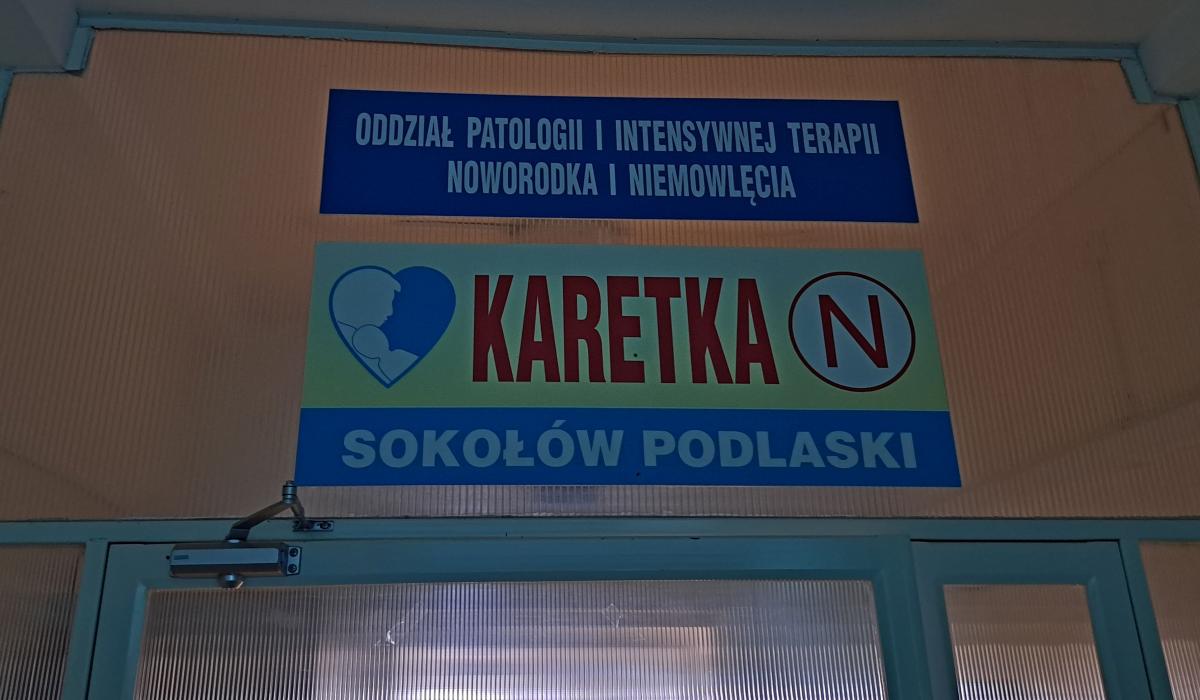 ODDZIAŁ PATOLOGII I INTENSYWNEJ TERAPII
NOWORODKA I NIEMOWLĘCIA
KARETKA N
SOKOŁÓW PODLASKI